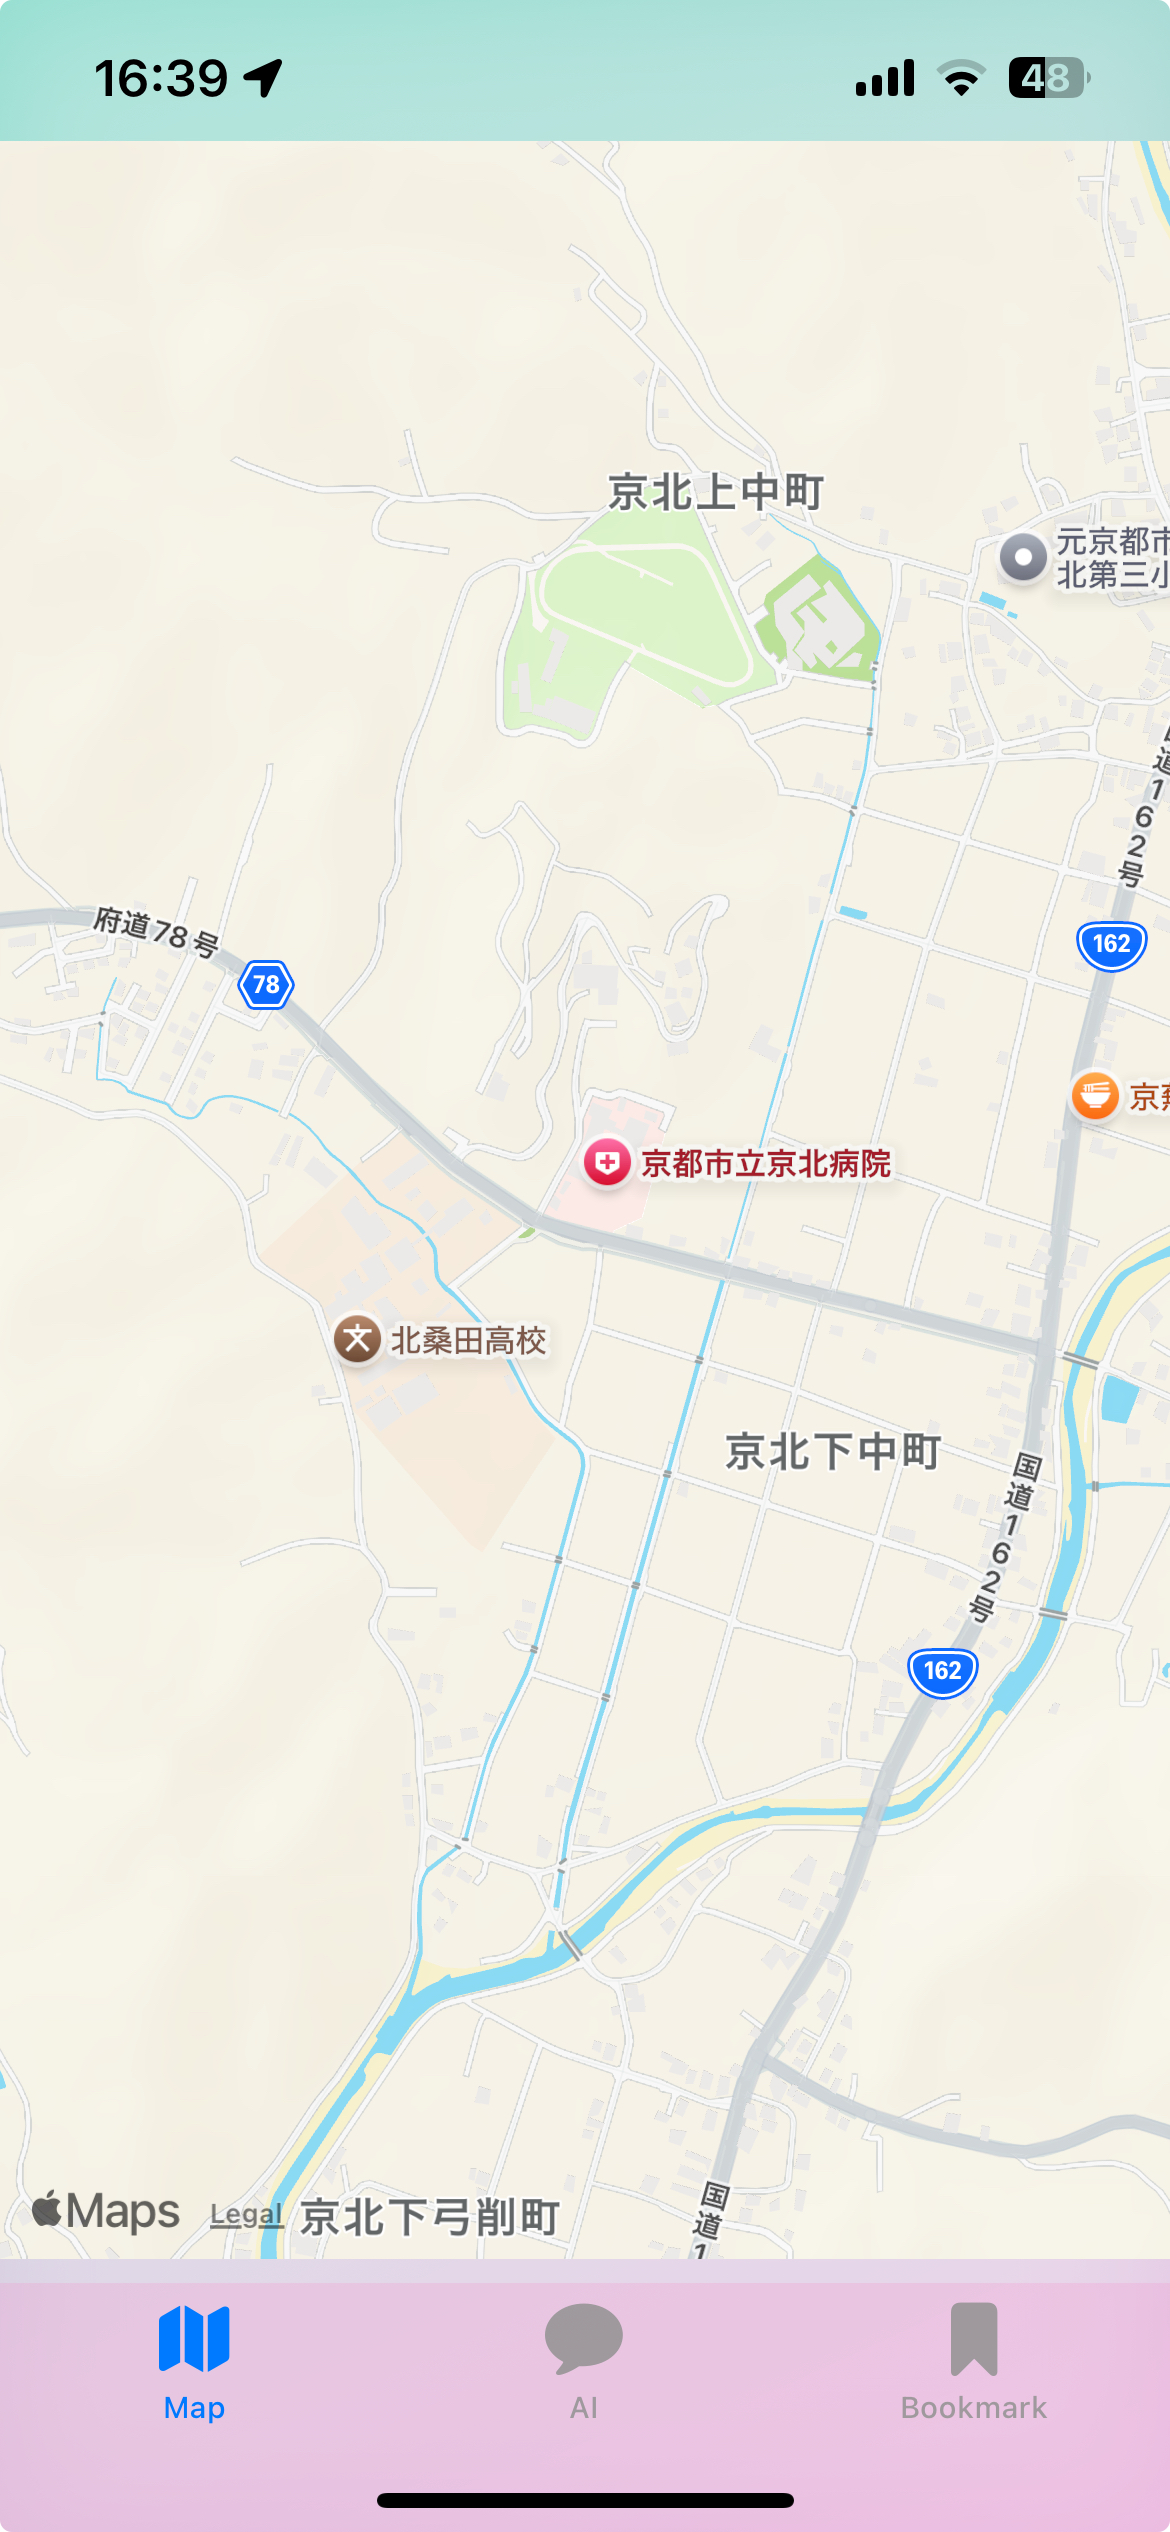 16:39
48
京北上中町
元京都市
北第三小
国道162号
府道78号
78
162
京
京都市立京北病院
北桑田高校
京北下中町
国道162号
162
Maps
Legal
京北下弓削町
国道1
Map
AI
Bookmark